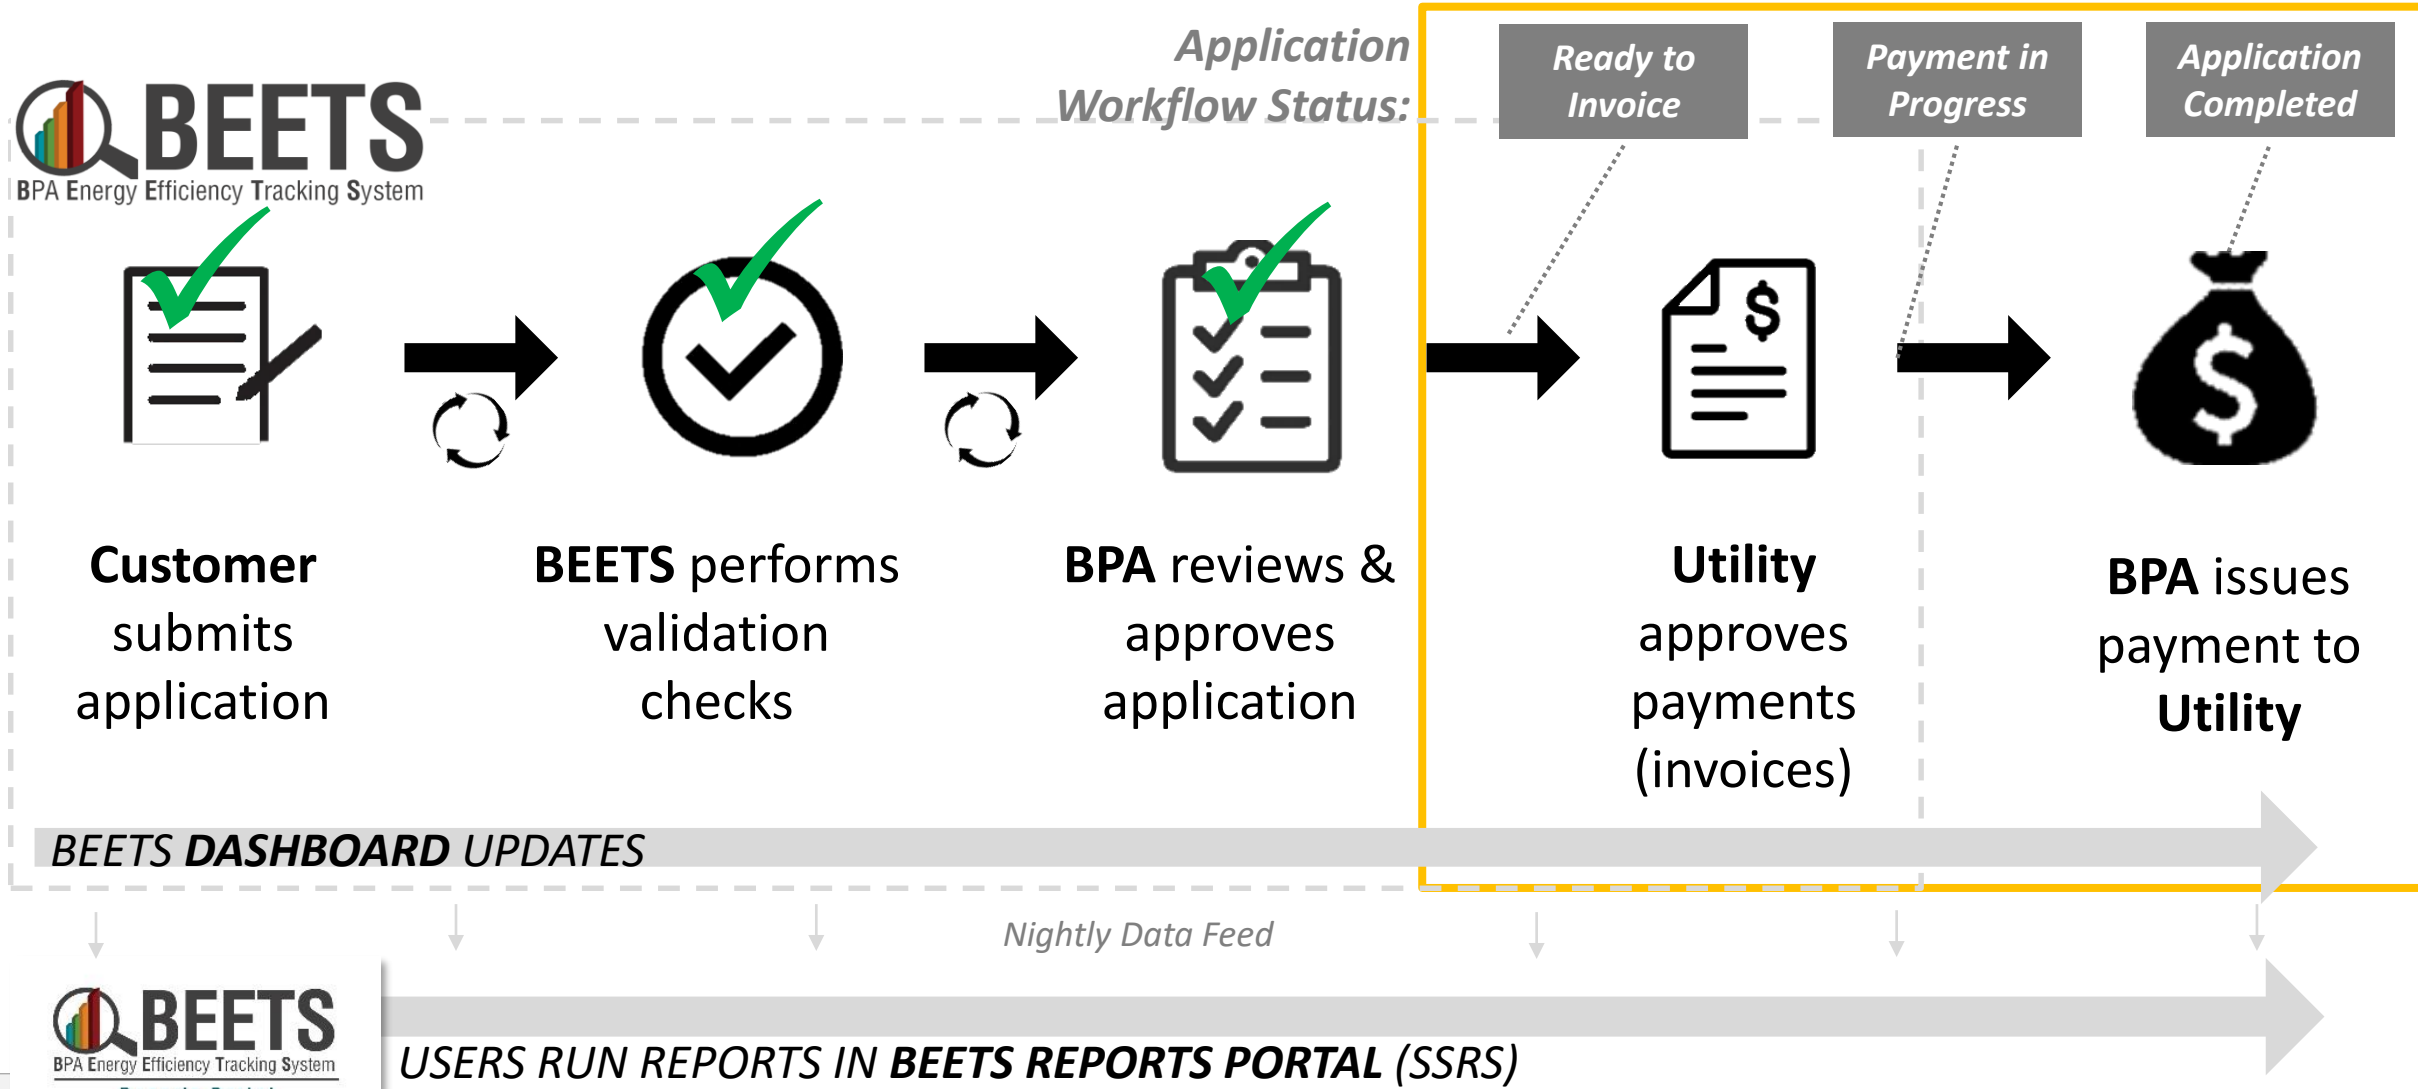 Application
Workflow Status:
Ready to
Invoice
Payment in
Progress
Application
Completed
BEETS
BPA Energy Efficiency Tracking System
Customer
submits
application
BEETS performs
validation
checks
BPA reviews &
approves
application
$
Utility
approves
payments
(invoices)
$
BPA issues
payment to
Utility
BEETS DASHBOARD UPDATES
Nightly Data Feed
BEETS
BPA Energy Efficiency Tracking System
USERS RUN REPORTS IN BEETS REPORTS PORTAL (SSRS)